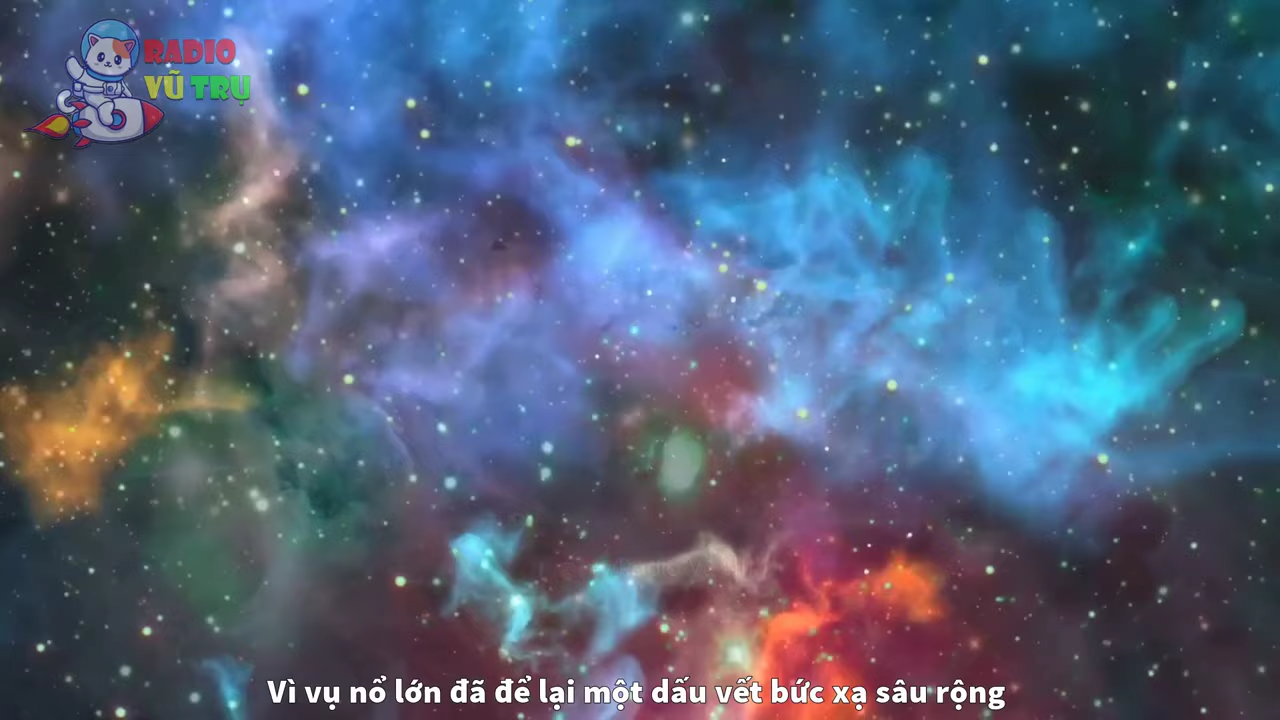 RADIO
VŨ TRỤ
Vì vụ nổ lớn đã để lại một dấu vết bức xạ sâu rộng